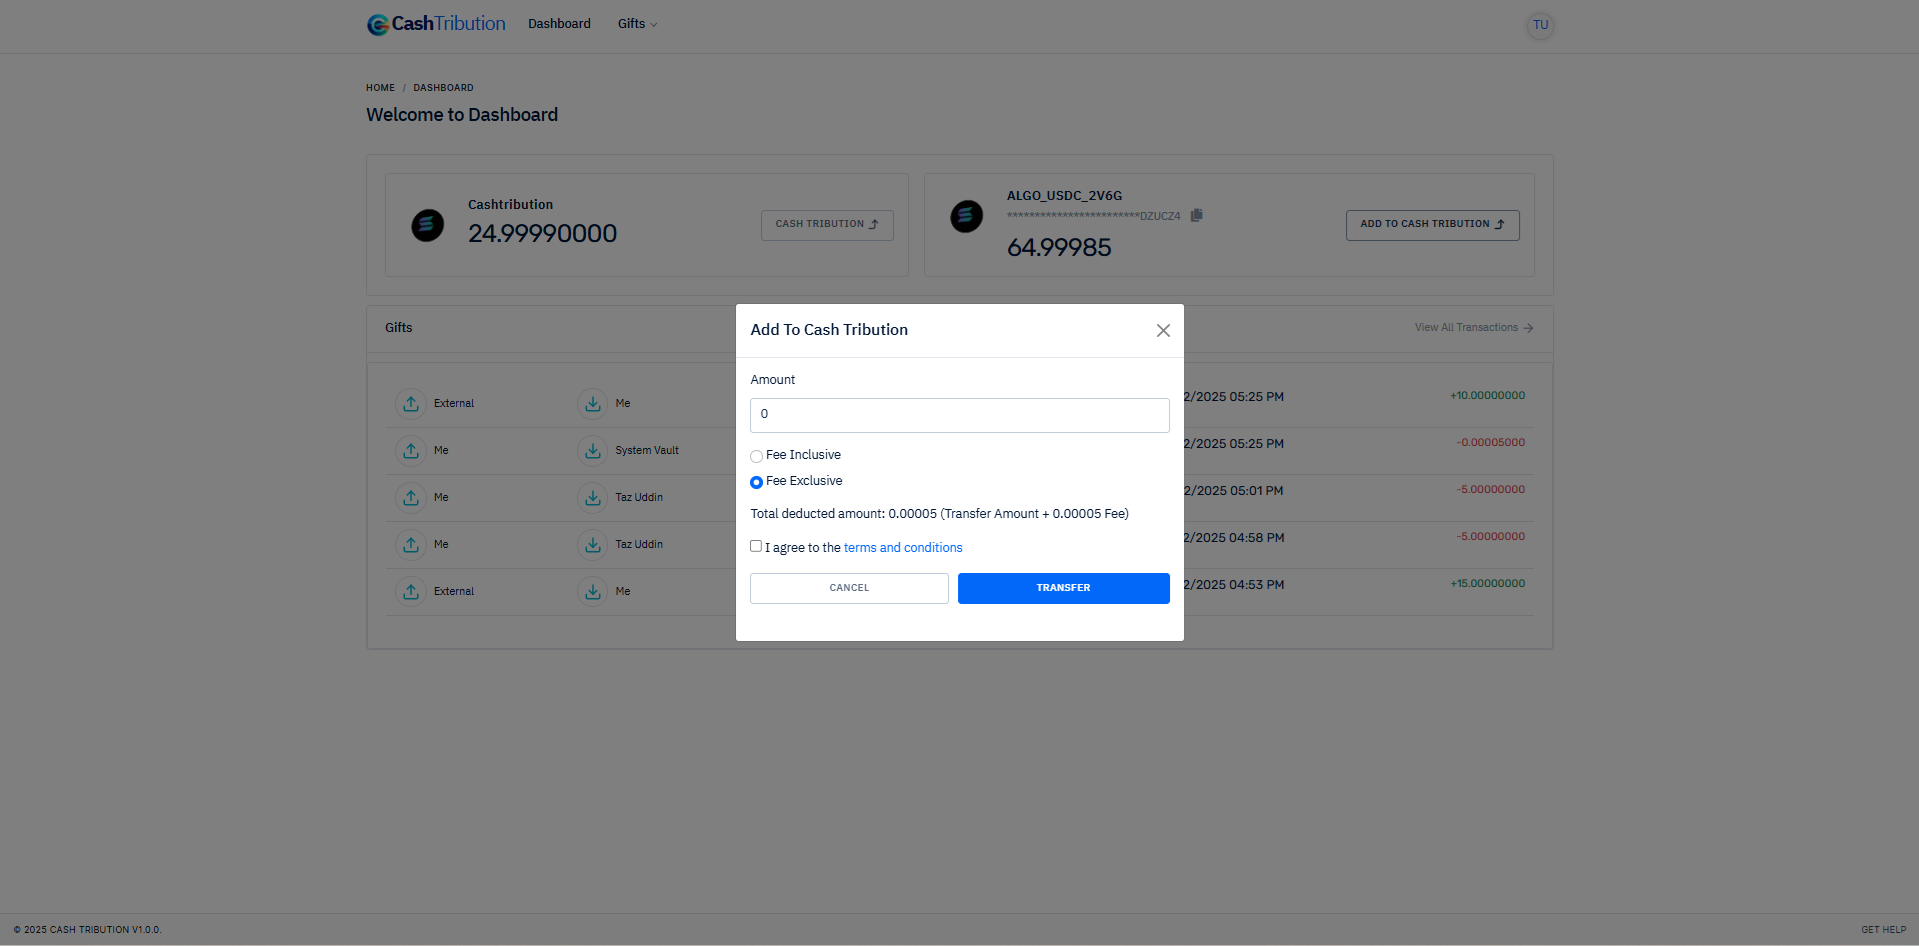 CashTribution Dashboard Gifts TU
HOME / DASHBOARD
Welcome to Dashboard
Cashtribution
24.99990000
CASH TRIBUTION
ALGO_USDC_2V6G
************************DZUCZ4
64.99985
ADD TO CASH TRIBUTION
Gifts
View All Transactions
External Me 2/2025 05:25 PM +10.00000000
Me System Vault 2/2025 05:25 PM -0.00005000
Me Taz Uddin 2/2025 05:01 PM -5.00000000
Me Taz Uddin 2/2025 04:58 PM -5.00000000
External Me 2/2025 04:53 PM +15.00000000
Add To Cash Tribution
Amount
0
Fee Inclusive
Fee Exclusive
Total deducted amount: 0.00005 (Transfer Amount + 0.00005 Fee)
I agree to the terms and conditions
CANCEL TRANSFER
© 2025 CASH TRIBUTION V1.0.0. GET HELP